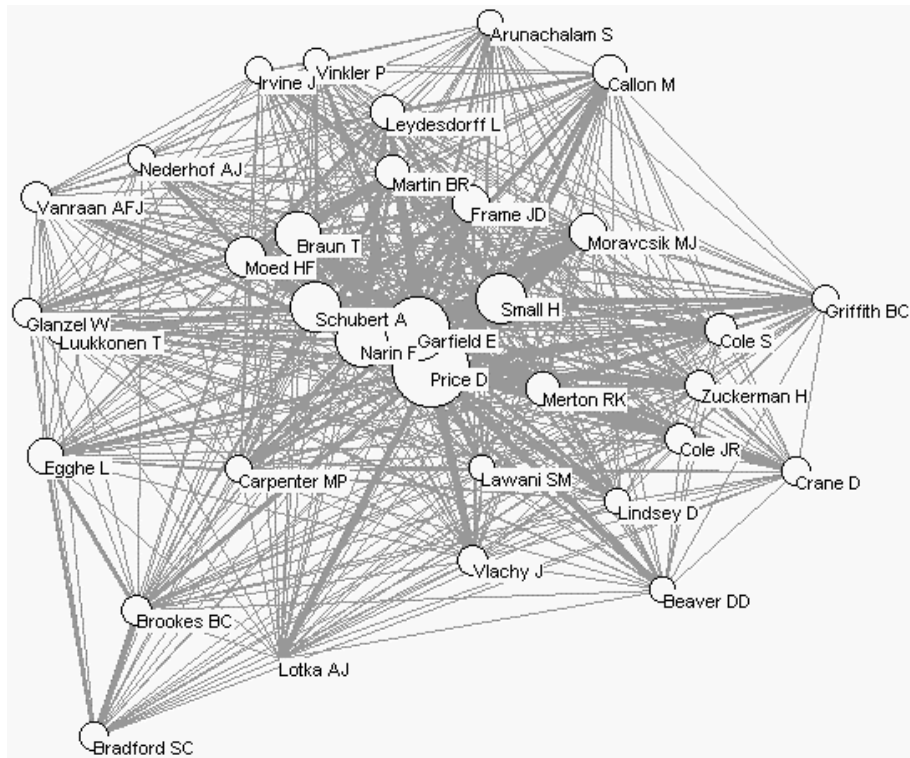 Arunachalam S
Vinkler P
Irvine J
Callon M
Leydesdorff L
Nederhof AJ
Martin BR
Vanraan AFJ
Frame JD
Braun T
Moravcsik MJ
Moed HF
Small H
Griffith BC
Schubert A
Glanzel W
Cole S
Luukkonen T
Garfield E
Narin F
Price D
Merton RK
Zuckerman H
Cole JR
Egghe L
Carpenter MP
Lawani SM
Crane D
Lindsey D
Vlachy J
Beaver DD
Brookes BC
Lotka AJ
Bradford SC